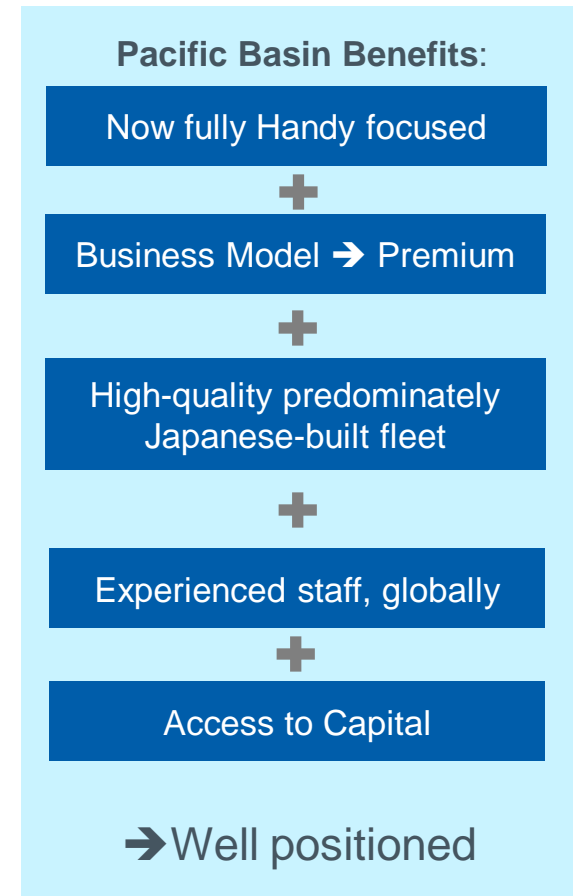 Pacific Basin Benefits:
Now fully Handy focused
Business Model ➔ Premium
High-quality predominately
Japanese-built fleet
Experienced staff, globally
Access to Capital
➔Well positioned